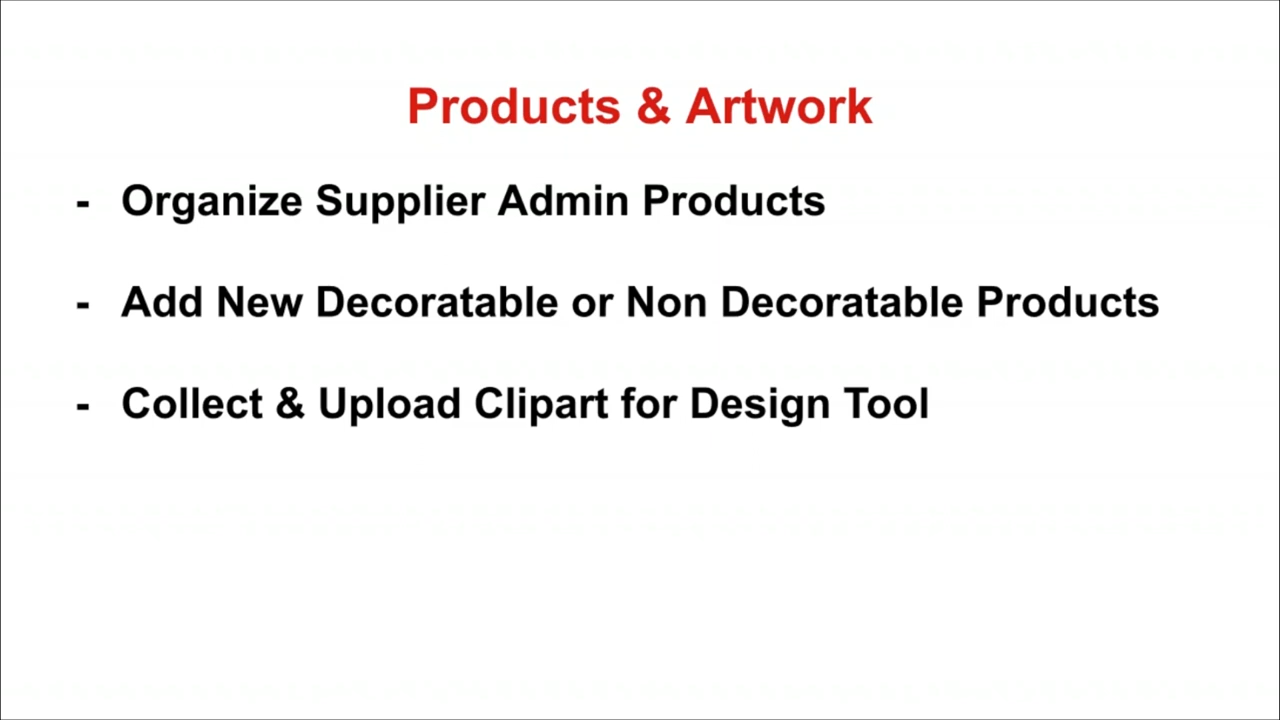 Products & Artwork
- Organize Supplier Admin Products
- Add New Decoratable or Non Decoratable Products
- Collect & Upload Clipart for Design Tool